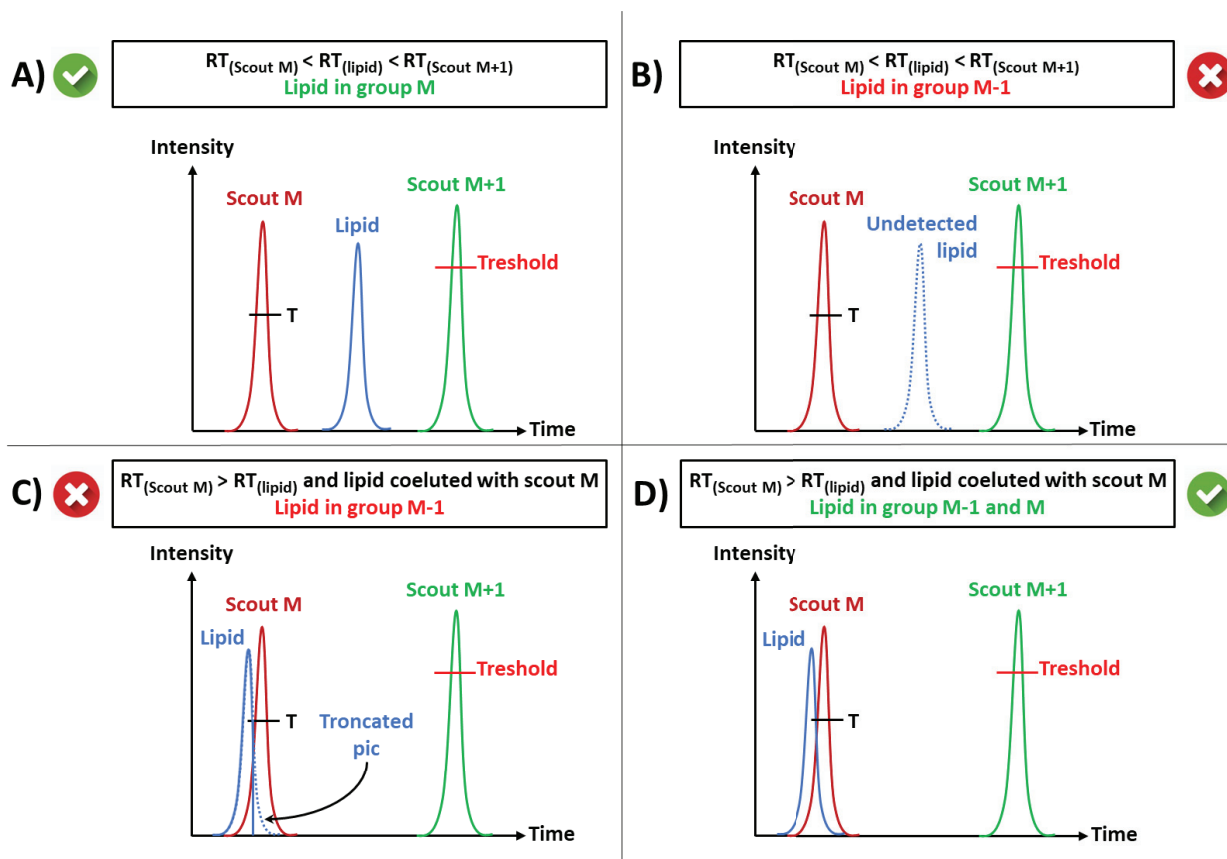 A)
RT(Scout M) < RT(lipid) < RT(Scout M+1)
Lipid in group M
Intensity
Scout M
Scout M+1
Lipid
Treshold
T
Time
B)
RT(Scout M) < RT(lipid) < RT(Scout M+1)
Lipid in group M-1
Intensity
Scout M
Scout M+1
Undetected
lipid
Treshold
T
Time
C)
RT(Scout M) > RT(lipid) and lipid coeluted with scout M
Lipid in group M-1
Intensity
Scout M+1
Scout M
Lipid
Treshold
T
Troncated
pic
Time
D)
RT(Scout M) > RT(lipid) and lipid coeluted with scout M
Lipid in group M-1 and M
Intensity
Scout M+1
Scout M
Lipid
Treshold
T
Time